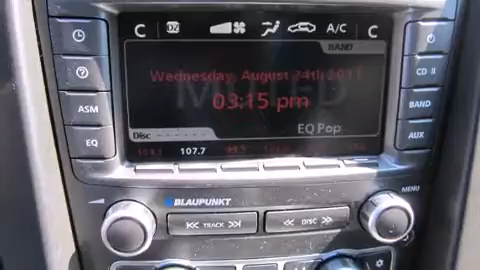 C DZ A/C C
BAND
Wednesday, August 24th 2011
MUTED
03:15 pm
EQ Pop
Disc
107.7
ASM
EQ
CD
BAND
AUX
BLAUPUNKT
MENU
TRACK
DISC